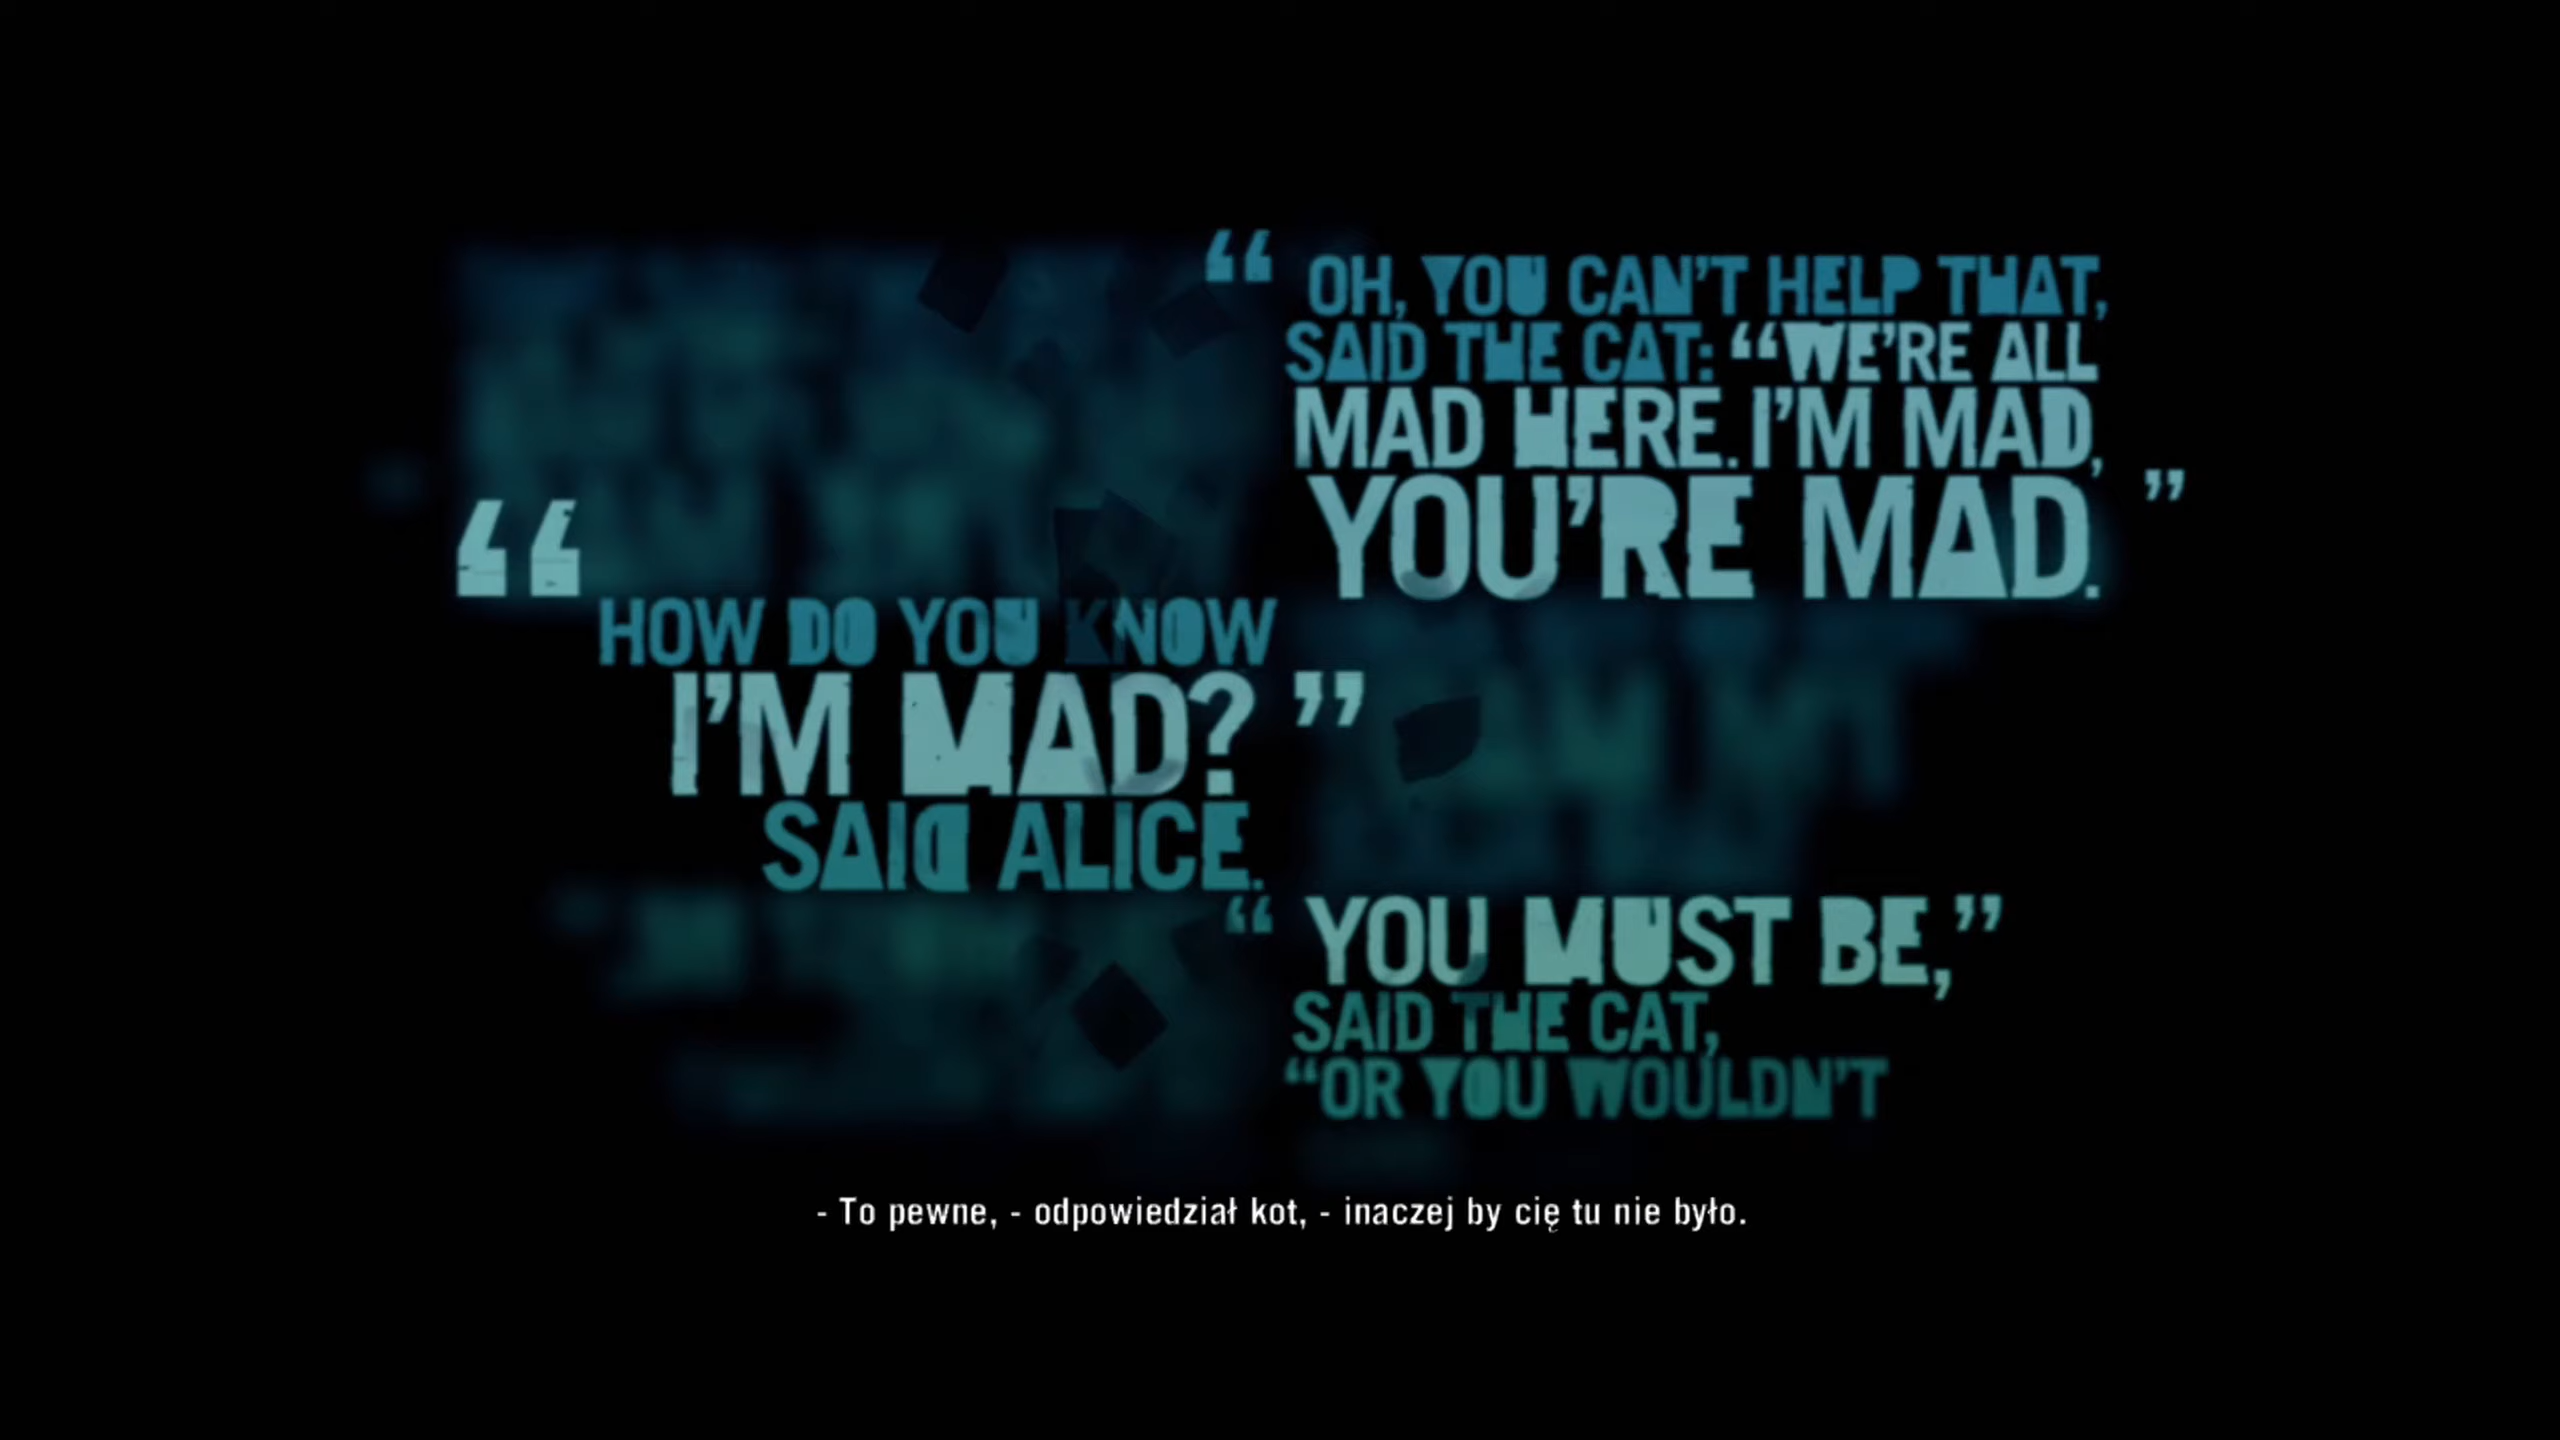 “ OH, YOU CAN’T HELP THAT,
SAID THE CAT: “WE’RE ALL
MAD HERE. I’M MAD,
YOU’RE MAD. ”
“ HOW DO YOU KNOW
I’M MAD? ”
SAID ALICE.
“ YOU MUST BE,”
SAID THE CAT,
“OR YOU WOULDN’T
- To pewne, - odpowiedział kot, - inaczej by cię tu nie było.